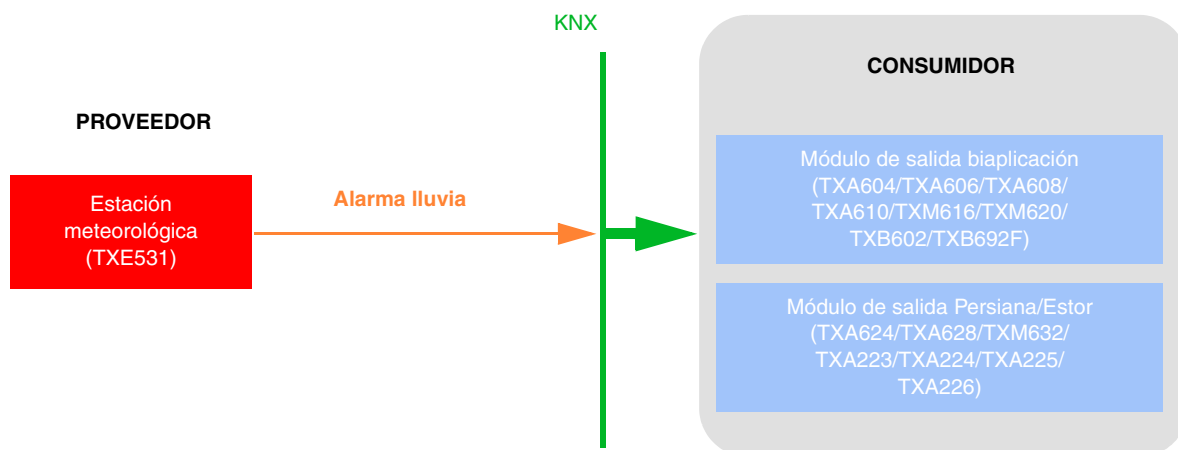 KNX
PROVEEDOR
Estación
meteorológica
(TXE531)
Alarma lluvia
CONSUMIDOR
Módulo de salida biaplicación
(TXA604/TXA606/TXA608/
TXA610/TXM616/TXM620/
TXB602/TXB692F)
Módulo de salida Persiana/Estor
(TXA624/TXA628/TXM632/
TXA223/TXA224/TXA225/
TXA226)